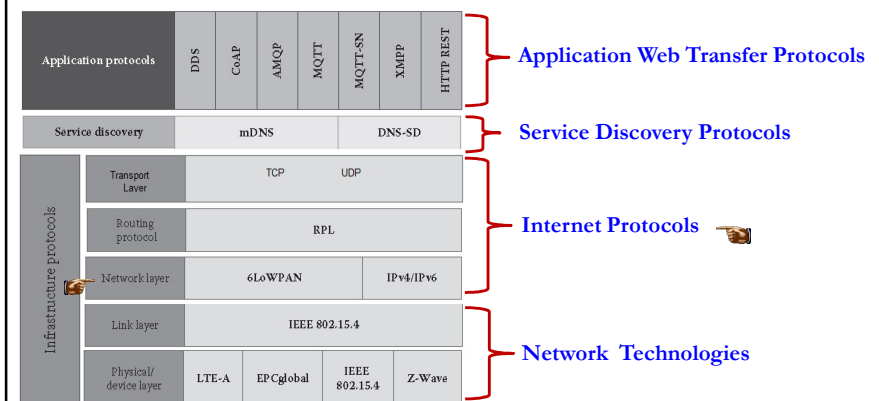 Application protocols
DDS
CoAP
AMQP
MQTT
MQTT-SN
XMPP
HTTP REST
Application Web Transfer Protocols
Service discovery
mDNS
DNS-SD
Service Discovery Protocols
Infrastructure protocols
Transport
Laver
TCP
UDP
Routing
protocol
RPL
Internet Protocols
Network layer
6LoWPAN
IPv4/IPv6
Link layer
IEEE 802.15.4
Network Technologies
Physical/
device layer
LTE-A
EPCglobal
IEEE
802.15.4
Z-Wave